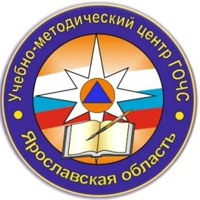 Учебно-методический центр ГОЧС
Ярославская область